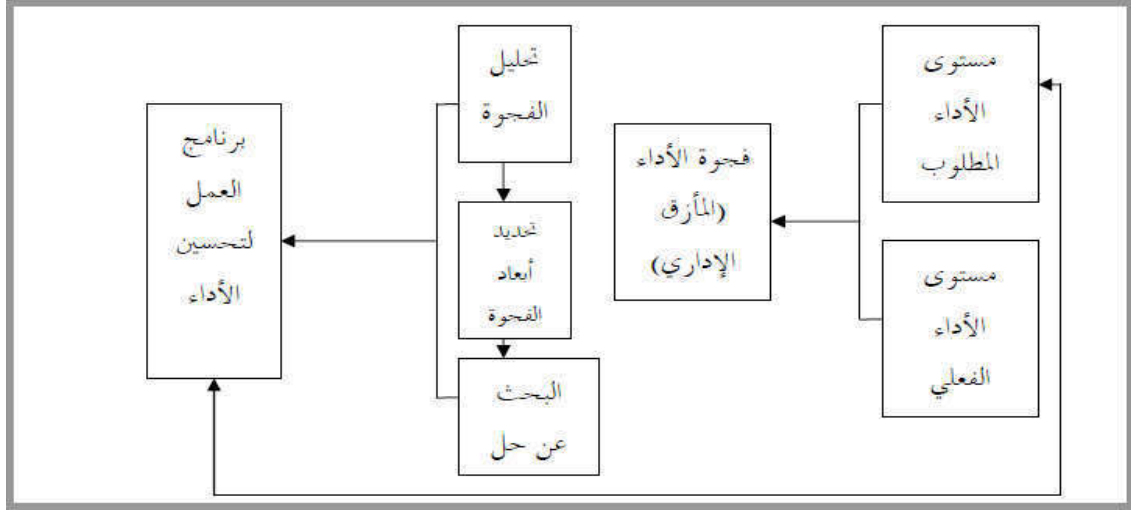 مستوى
الأداء
المطلوب
مستوى
الأداء
الفعلي
فجوة الأداء
(المأزق
الإداري)
تحليل
الفجوة
تحديد
أبعاد
الفجوة
البحث
عن حل
برنامج
العمل
لتحسين
الأداء